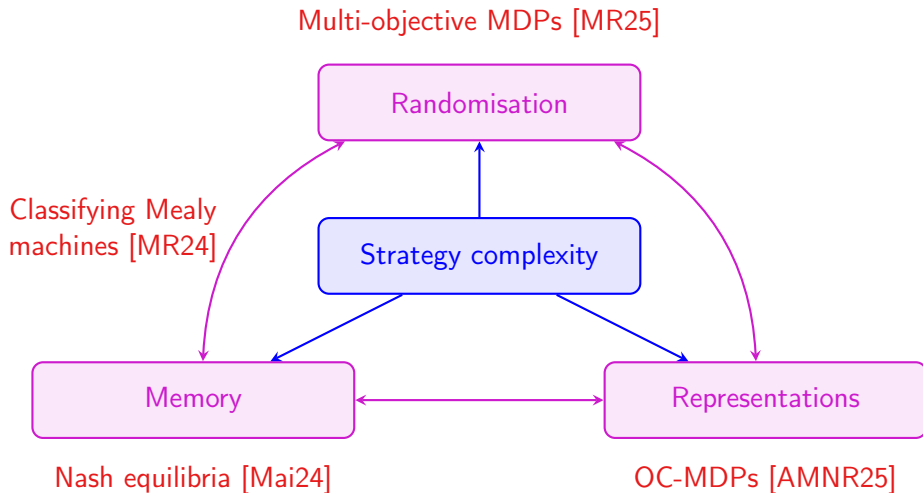 Multi-objective MDPs [MR25]
Randomisation
Classifying Mealy
machines [MR24]
Strategy complexity
Memory
Representations
Nash equilibria [Mai24]
OC-MDPs [AMNR25]